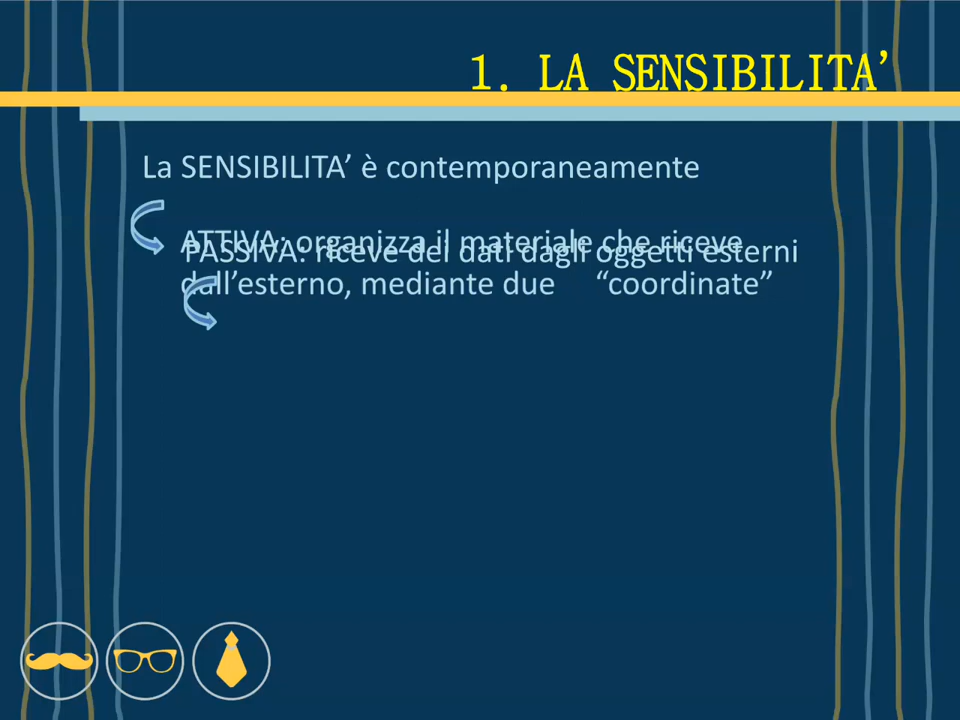 1. LA SENSIBILITA’
La SENSIBILITA’ è contemporaneamente
ATTIVA: organizza il materiale che riceve
PASSIVA: riceve dei dati dagli oggetti esterni
dall’esterno, mediante due “coordinate”